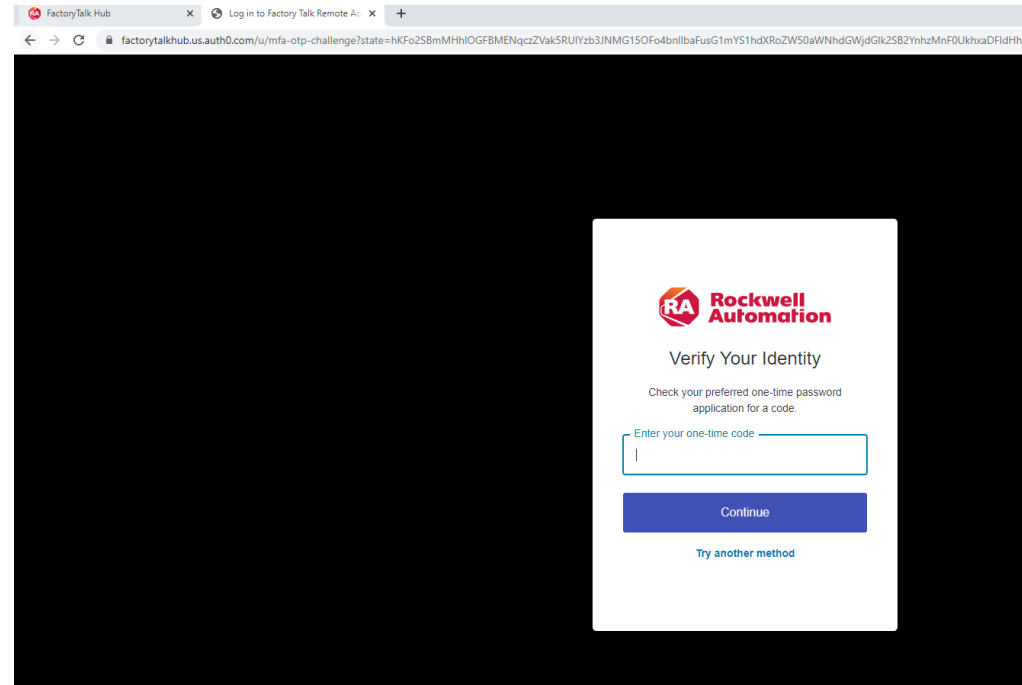 FactoryTalk Hub
Log in to Factory Talk Remote Ac
factorytalkhub.us.auth0.com/u/mfa-otp-challenge?state=
RA Rockwell
Automation
Verify Your Identity
Check your preferred one-time password
application for a code.
Enter your one-time code
Continue
Try another method